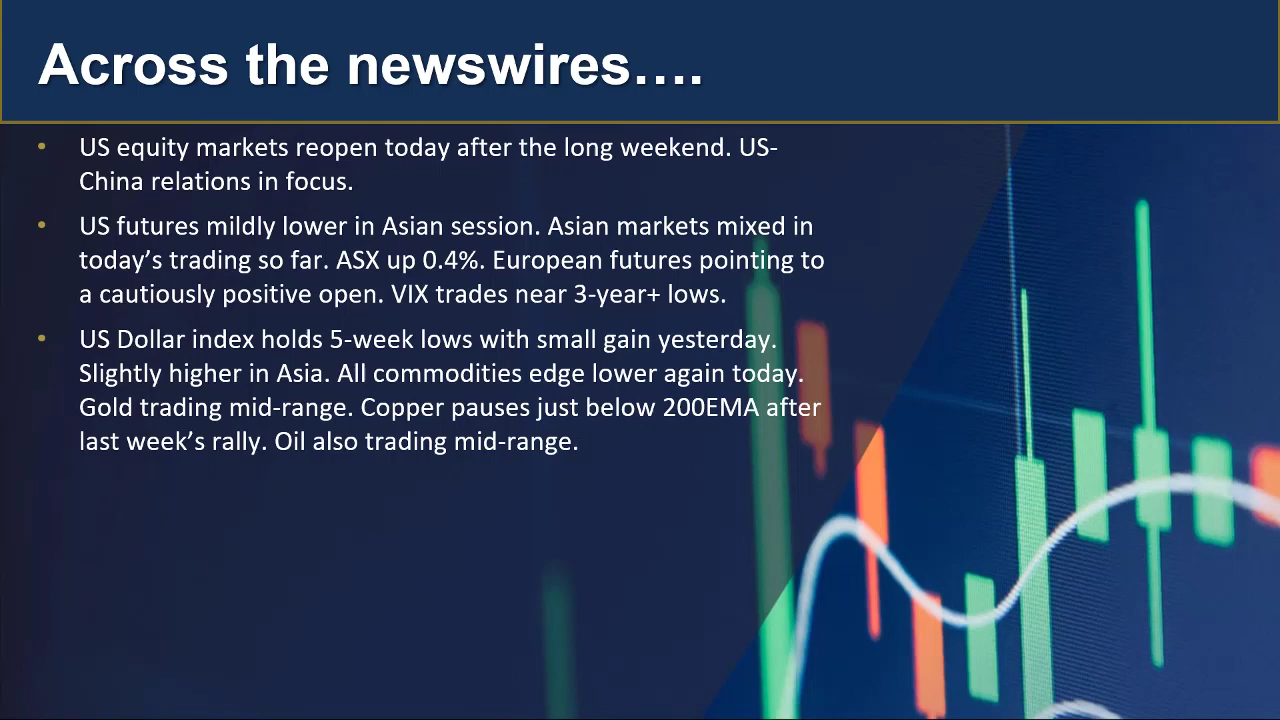 Across the newswires….
• US equity markets reopen today after the long weekend. US-
China relations in focus.
• US futures mildly lower in Asian session. Asian markets mixed in
today’s trading so far. ASX up 0.4%. European futures pointing to
a cautiously positive open. VIX trades near 3-year+ lows.
• US Dollar index holds 5-week lows with small gain yesterday.
Slightly higher in Asia. All commodities edge lower again today.
Gold trading mid-range. Copper pauses just below 200EMA after
last week’s rally. Oil also trading mid-range.